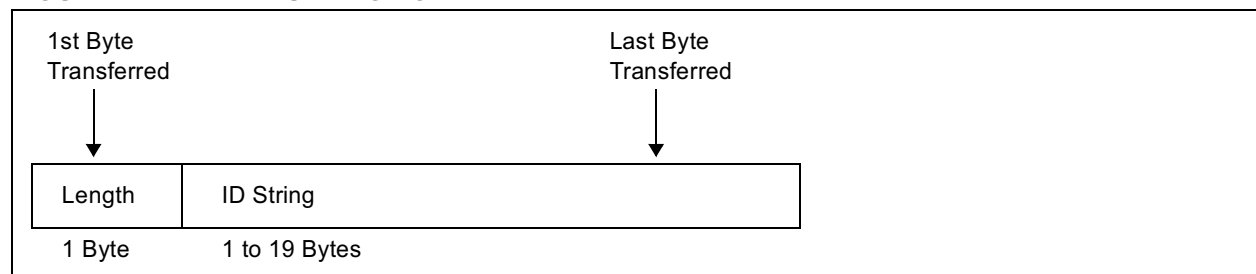 1st Byte
Transferred
Last Byte
Transferred
Length
ID String
1 Byte
1 to 19 Bytes